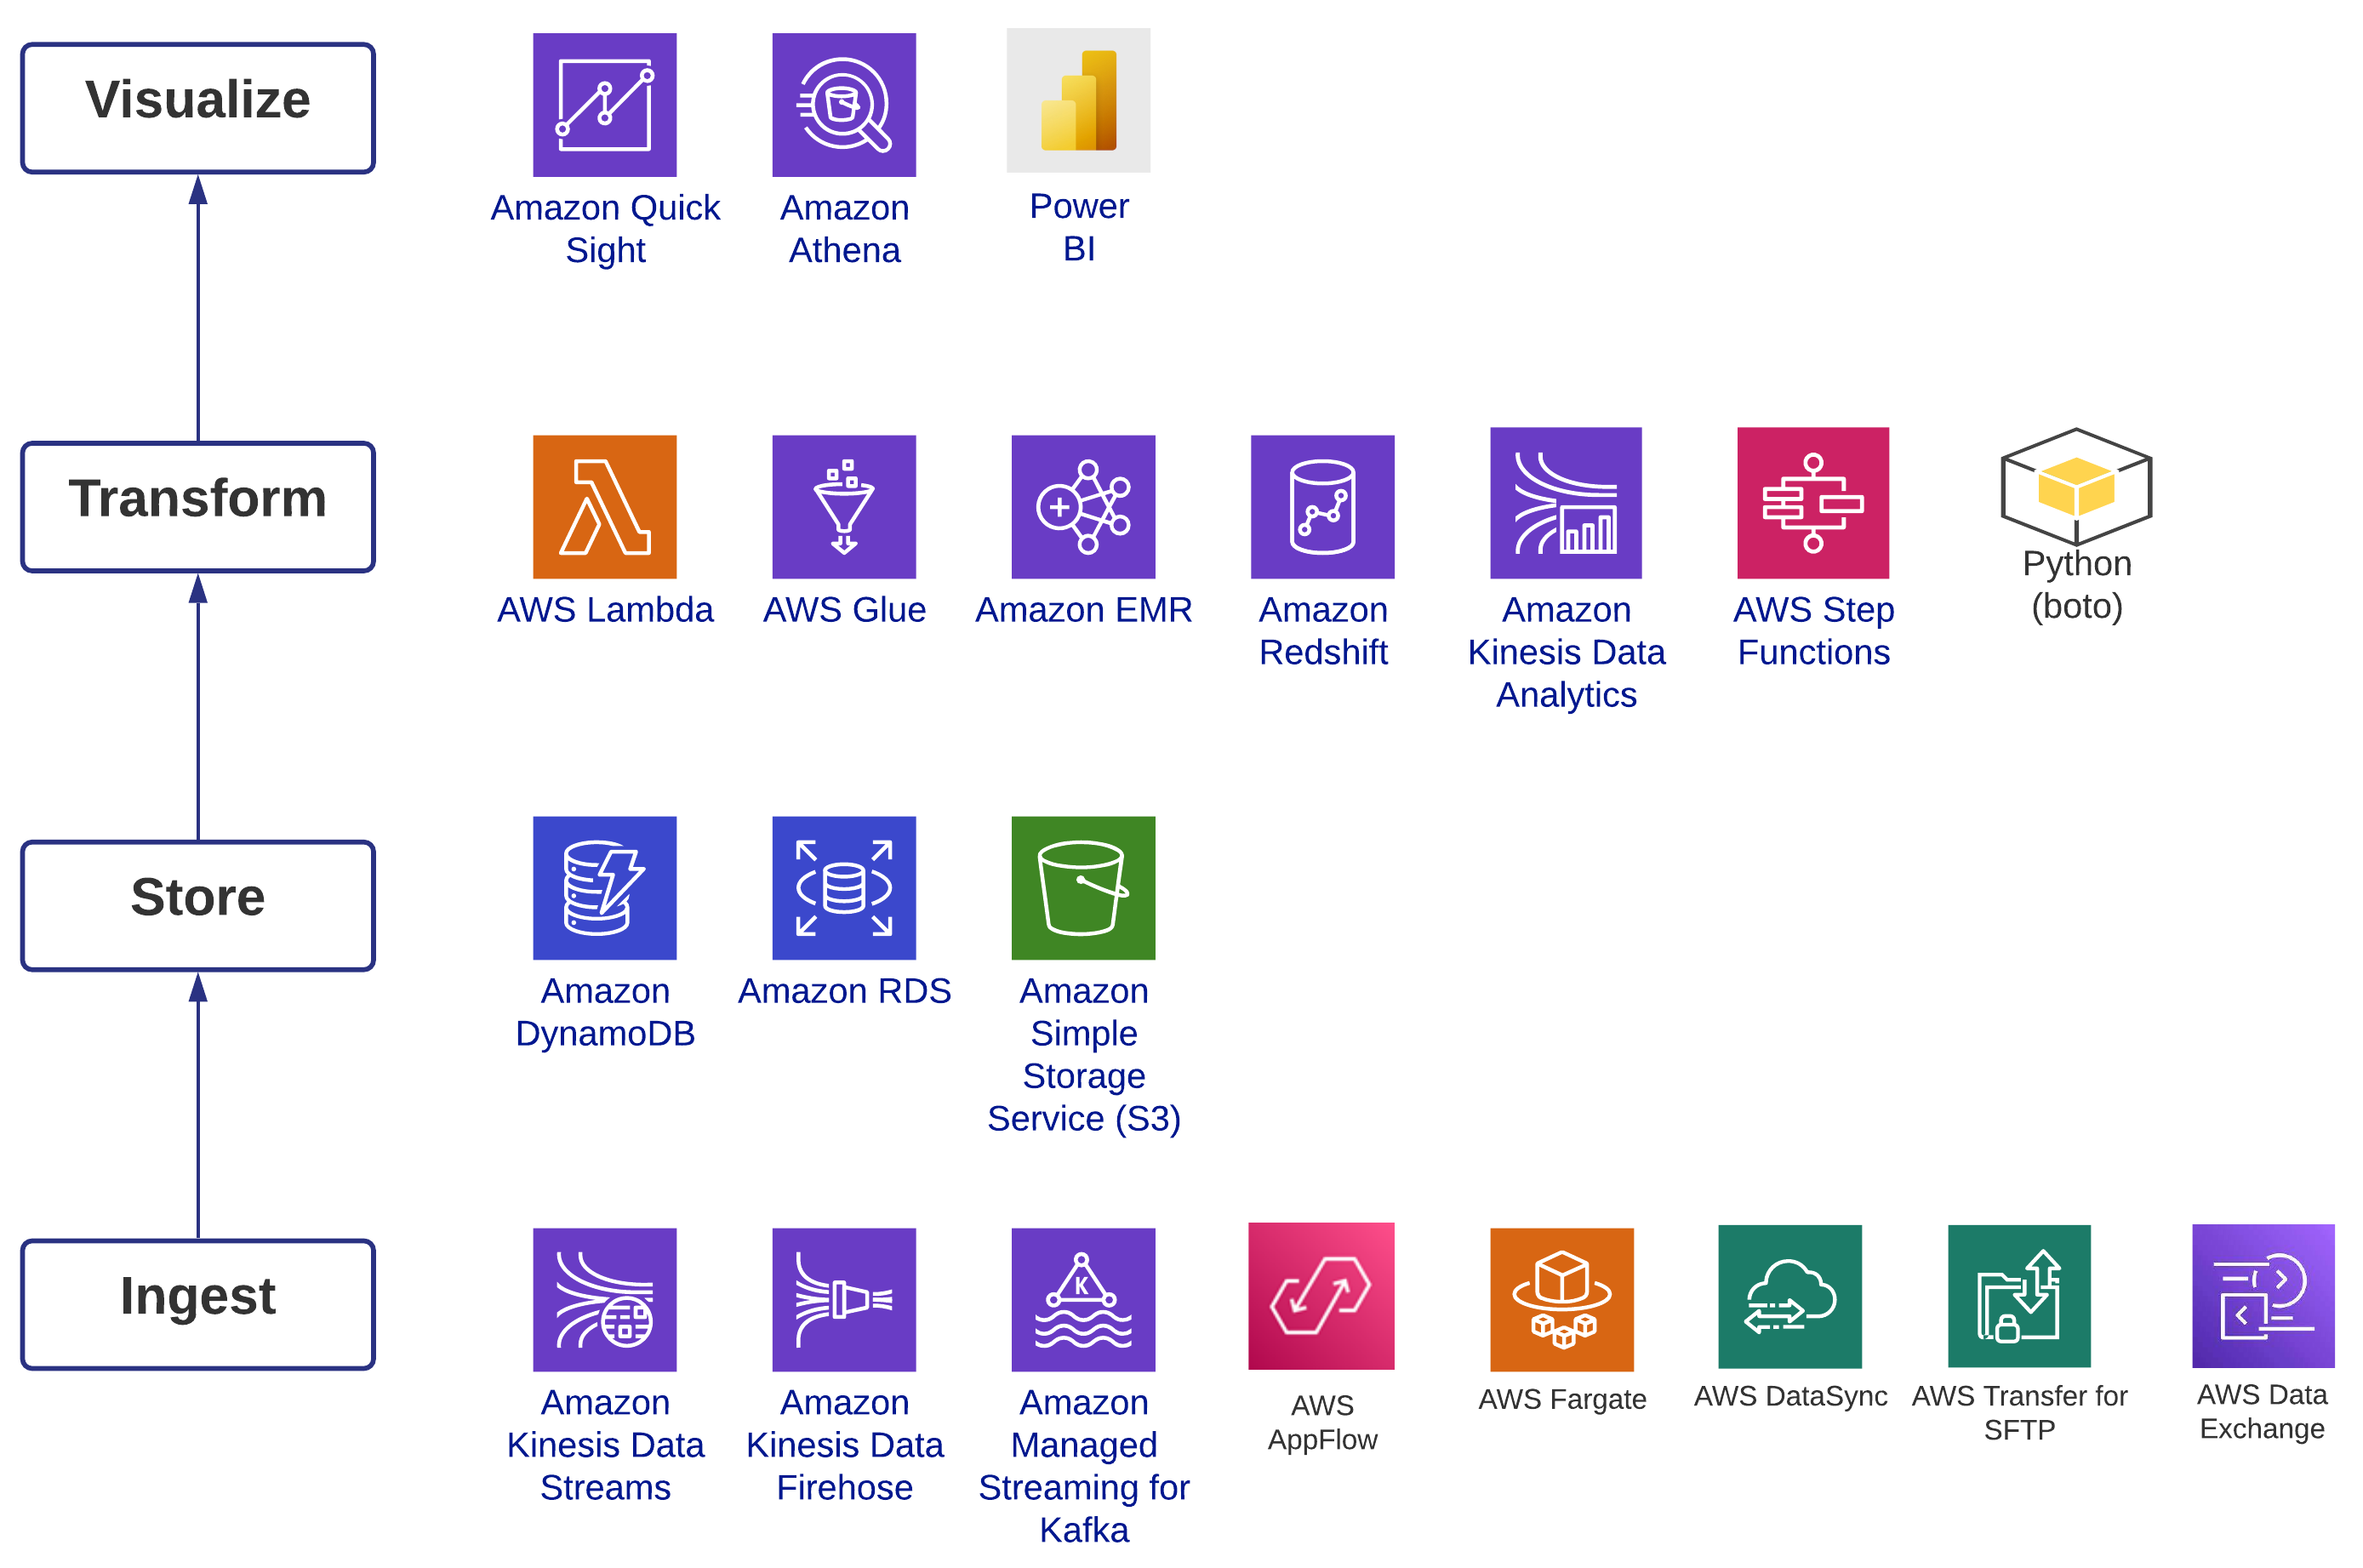 Visualize
Amazon Quick
Sight
Amazon
Athena
Power
BI
Transform
AWS Lambda
AWS Glue
Amazon EMR
Amazon
Redshift
Amazon
Kinesis Data
Analytics
AWS Step
Functions
Python
(boto)
Store
Amazon
DynamoDB
Amazon RDS
Amazon
Simple
Storage
Service (S3)
Ingest
K
Amazon
Kinesis Data
Streams
Amazon
Kinesis Data
Firehose
Amazon
Managed
Streaming for
Kafka
AWS
AppFlow
AWS Fargate
AWS DataSync
AWS Transfer for
SFTP
AWS Data
Exchange